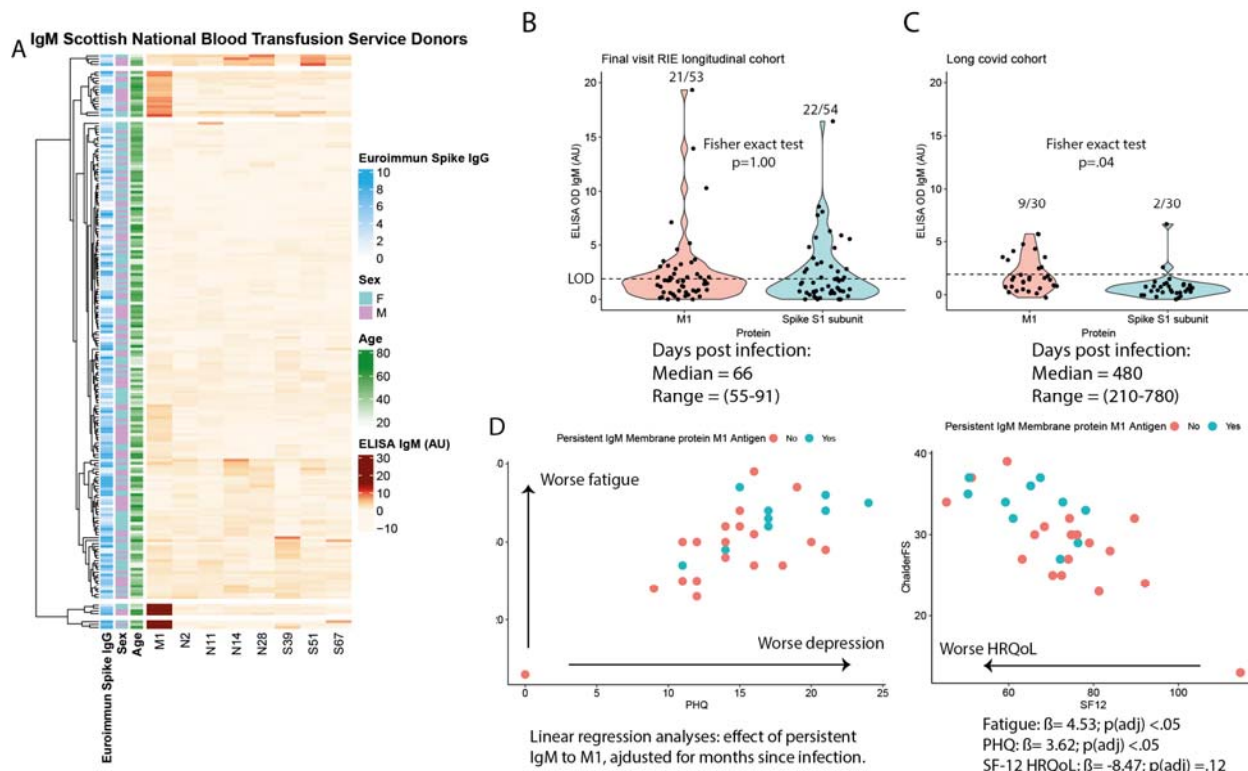 A
IgM Scottish National Blood Transfusion Service Donors
Euroimmun Spike IgG
10
8
6
4
2
0
Sex
F
M
Age
80
60
40
20
ELISA IgM (AU)
30
20
10
0
−10
Euroimmun Spike IgG
Sex
Age
M1
N2
N11
N14
N28
S39
S51
S67
B
Final visit RIE longitudinal cohort
21/53
22/54
Fisher exact test
p=1.00
ELISA OD IgM (AU)
20
15
10
5
0
LOD
M1
Spike S1 subunit
Protein
Days post infection:
Median = 66
Range = (55-91)
C
Long covid cohort
Fisher exact test
p=.04
9/30
2/30
ELISA OD IgM (AU)
20
15
10
5
0
M1
Spike S1 subunit
Protein
Days post infection:
Median = 480
Range = (210-780)
D
Persistent IgM Membrane protein M1 Antigen No Yes
Worse fatigue
Worse depression
0
5
10
15
20
25
PHQ
Linear regression analyses: effect of persistent
IgM to M1, ajdusted for months since infection.
Persistent IgM Membrane protein M1 Antigen No Yes
40
30
20
ChalderFS
Worse HRQoL
60
80
100
SF12
Fatigue: ß= 4.53; p(adj) <.05
PHQ: ß= 3.62; p(adj) <.05
SF-12 HRQoL: ß= -8.47; p(adj) =.12